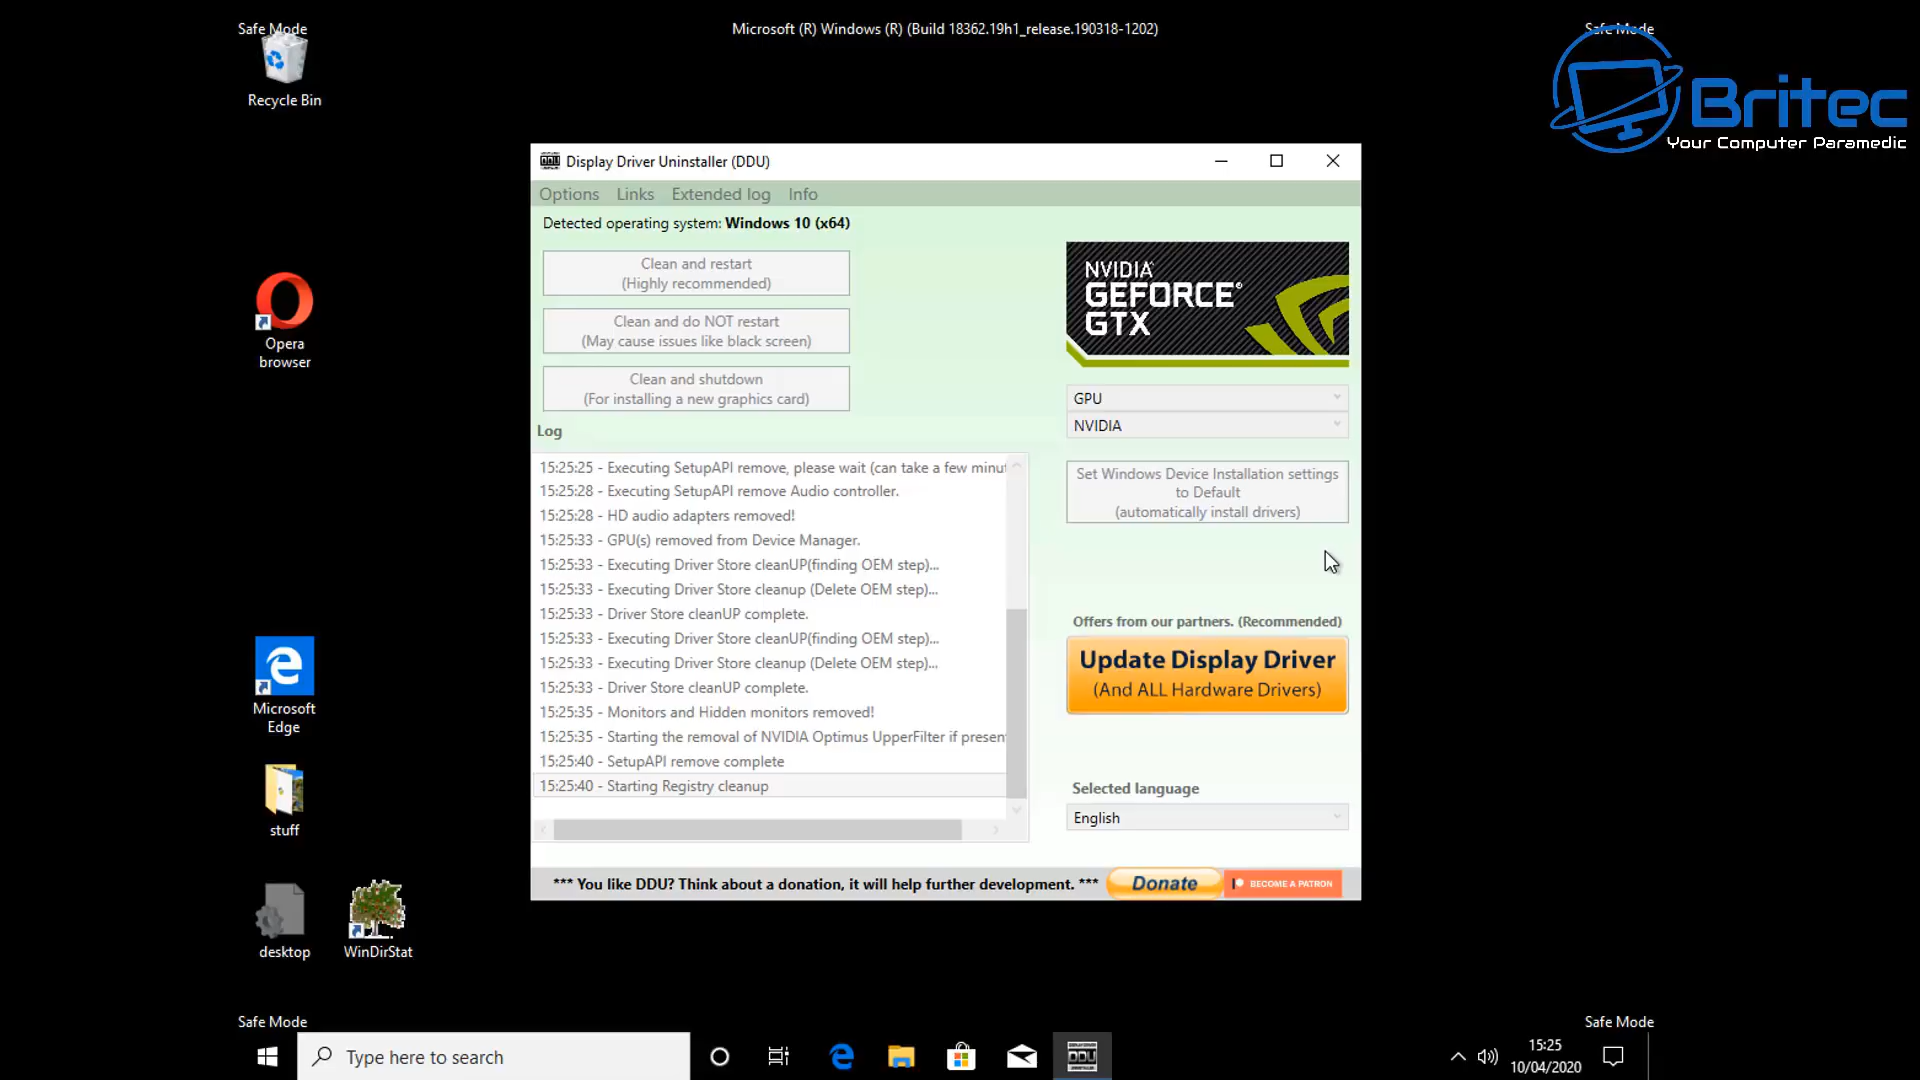 Safe Mode
Microsoft (R) Windows (R) (Build 18362.19h1_release.190318-1202)
Safe Mode
Recycle Bin
Britec
Your Computer Paramedic
Display Driver Uninstaller (DDU)
Options Links Extended log Info
Detected operating system: Windows 10 (x64)
Clean and restart
(Highly recommended)
Clean and do NOT restart
(May cause issues like black screen)
Clean and shutdown
(For installing a new graphics card)
NVIDIA
GEFORCE
GTX
GPU
NVIDIA
Set Windows Device Installation settings
to Default
(automatically install drivers)
Log
15:25:25 - Executing SetupAPI remove, please wait (can take a few minut
15:25:28 - Executing SetupAPI remove Audio controller.
15:25:28 - HD audio adapters removed!
15:25:33 - GPU(s) removed from Device Manager.
15:25:33 - Executing Driver Store cleanUP(finding OEM step)...
15:25:33 - Executing Driver Store cleanup (Delete OEM step)...
15:25:33 - Driver Store cleanUP complete.
15:25:33 - Executing Driver Store cleanUP(finding OEM step)...
15:25:33 - Executing Driver Store cleanup (Delete OEM step)...
15:25:33 - Driver Store cleanUP complete.
15:25:35 - Monitors and Hidden monitors removed!
15:25:35 - Starting the removal of NVIDIA Optimus UpperFilter if presen
15:25:40 - SetupAPI remove complete
15:25:40 - Starting Registry cleanup
Offers from our partners. (Recommended)
Update Display Driver
(And ALL Hardware Drivers)
Selected language
English
*** You like DDU? Think about a donation, it will help further development. ***
Donate
BECOME A PATRON
Opera
browser
Microsoft
Edge
stuff
desktop
WinDirStat
Safe Mode
Safe Mode
Type here to search
DDU
15:25
10/04/2020